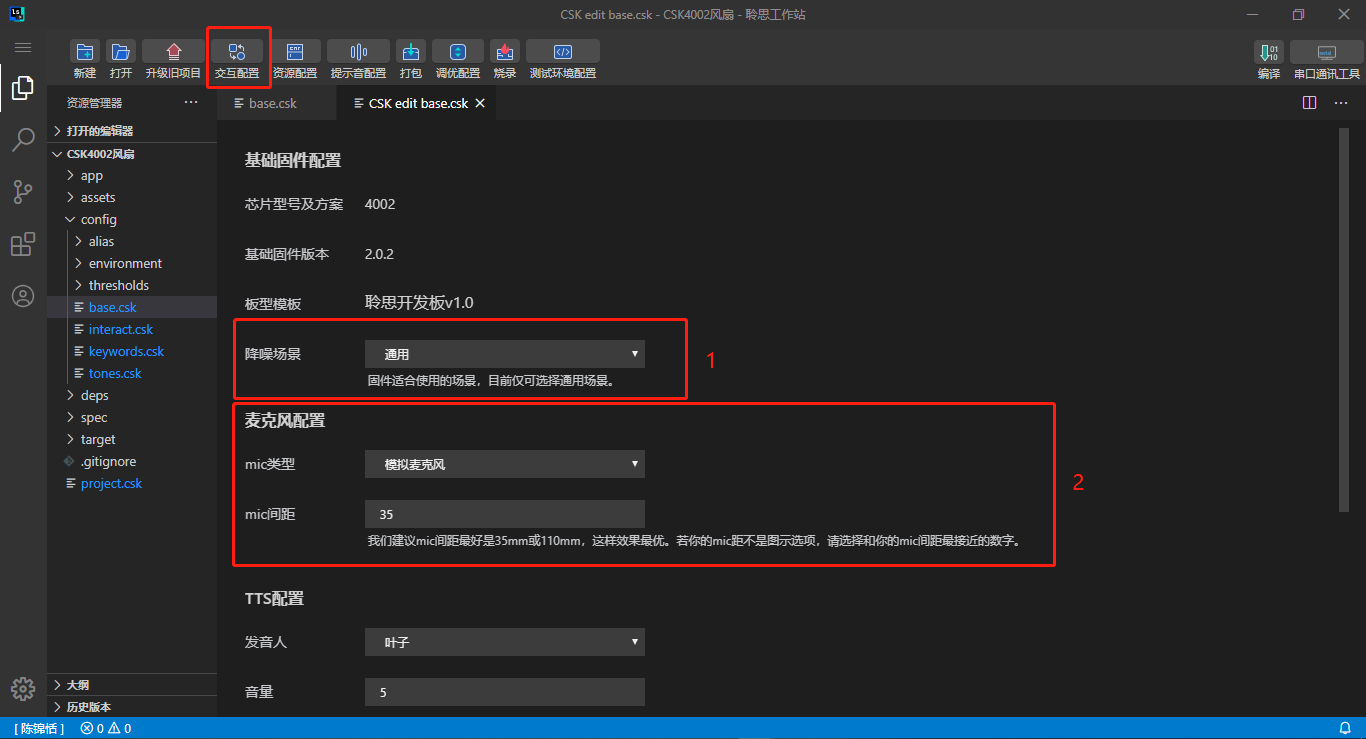 CSK edit base.csk - CSK4002风扇 - 聆思工作站
新建 打开 升级旧项目 交互配置 资源配置 提示音配置 打包 调优配置 烧录 测试环境配置 编译 串口通讯工具
资源管理器
base.csk
CSK edit base.csk
打开的编辑器
CSK4002风扇
app
assets
config
alias
environment
thresholds
base.csk
interact.csk
keywords.csk
tones.csk
deps
spec
target
.gitignore
project.csk
大纲
历史版本
基础固件配置
芯片型号及方案 4002
基础固件版本 2.0.2
板型模板 聆思开发板v1.0
降噪场景 通用
固件适合使用的场景，目前仅可选择通用场景。
1
麦克风配置
mic类型 模拟麦克风
mic间距 35
我们建议mic间距最好是35mm或110mm，这样效果最优。若你的mic距不是图示选项，请选择和你的mic间距最接近的数字。
2
TTS配置
发音人 叶子
音量 5
[ 陈锦恬 ] 0 0